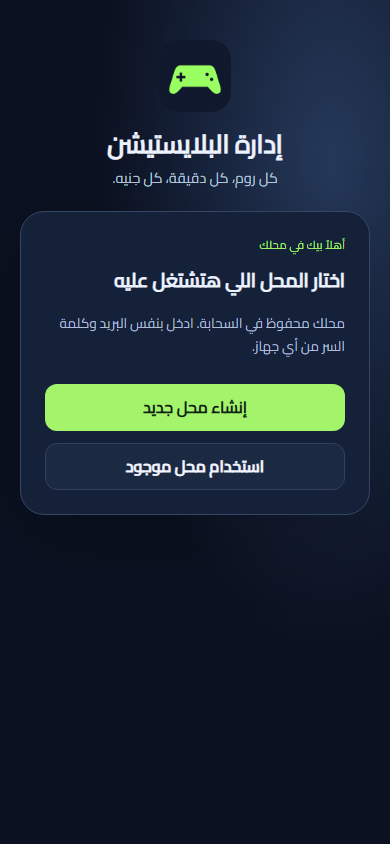 إدارة البلايستيشن
كل روم، كل دقيقة، كل جنيه.
أهلاً بيك في محلك
اختار المحل اللي هتشتغل عليه
محلك محفوظ في السحابة. ادخل بنفس البريد وكلمة
السر من أي جهاز.
إنشاء محل جديد
استخدام محل موجود